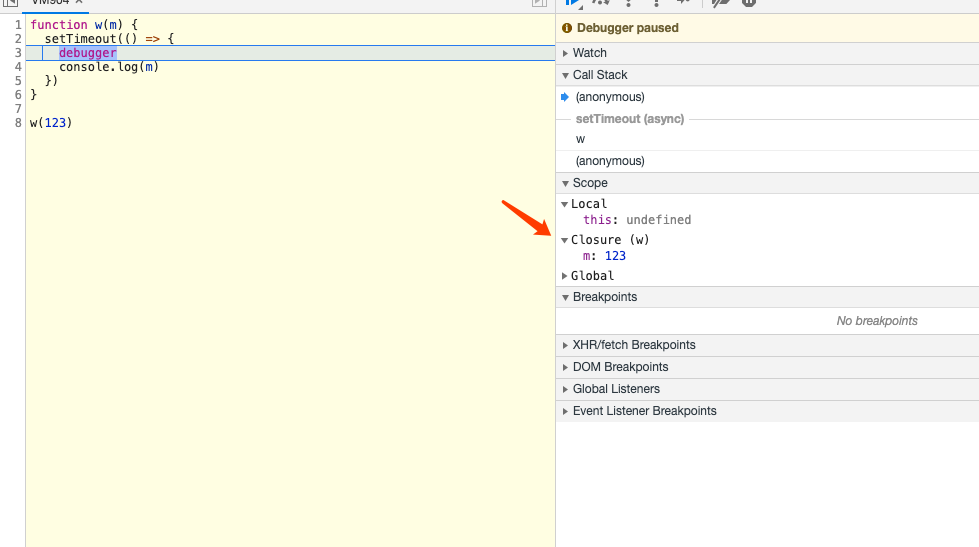 1 function w(m) {
2 setTimeout(() => {
3 debugger
4 console.log(m)
5 })
6 }
7
8 w(123)
Debugger paused
Watch
Call Stack
(anonymous)
setTimeout (async)
w
(anonymous)
Scope
Local
this: undefined
Closure (w)
m: 123
Global
Breakpoints
No breakpoints
XHR/fetch Breakpoints
DOM Breakpoints
Global Listeners
Event Listener Breakpoints